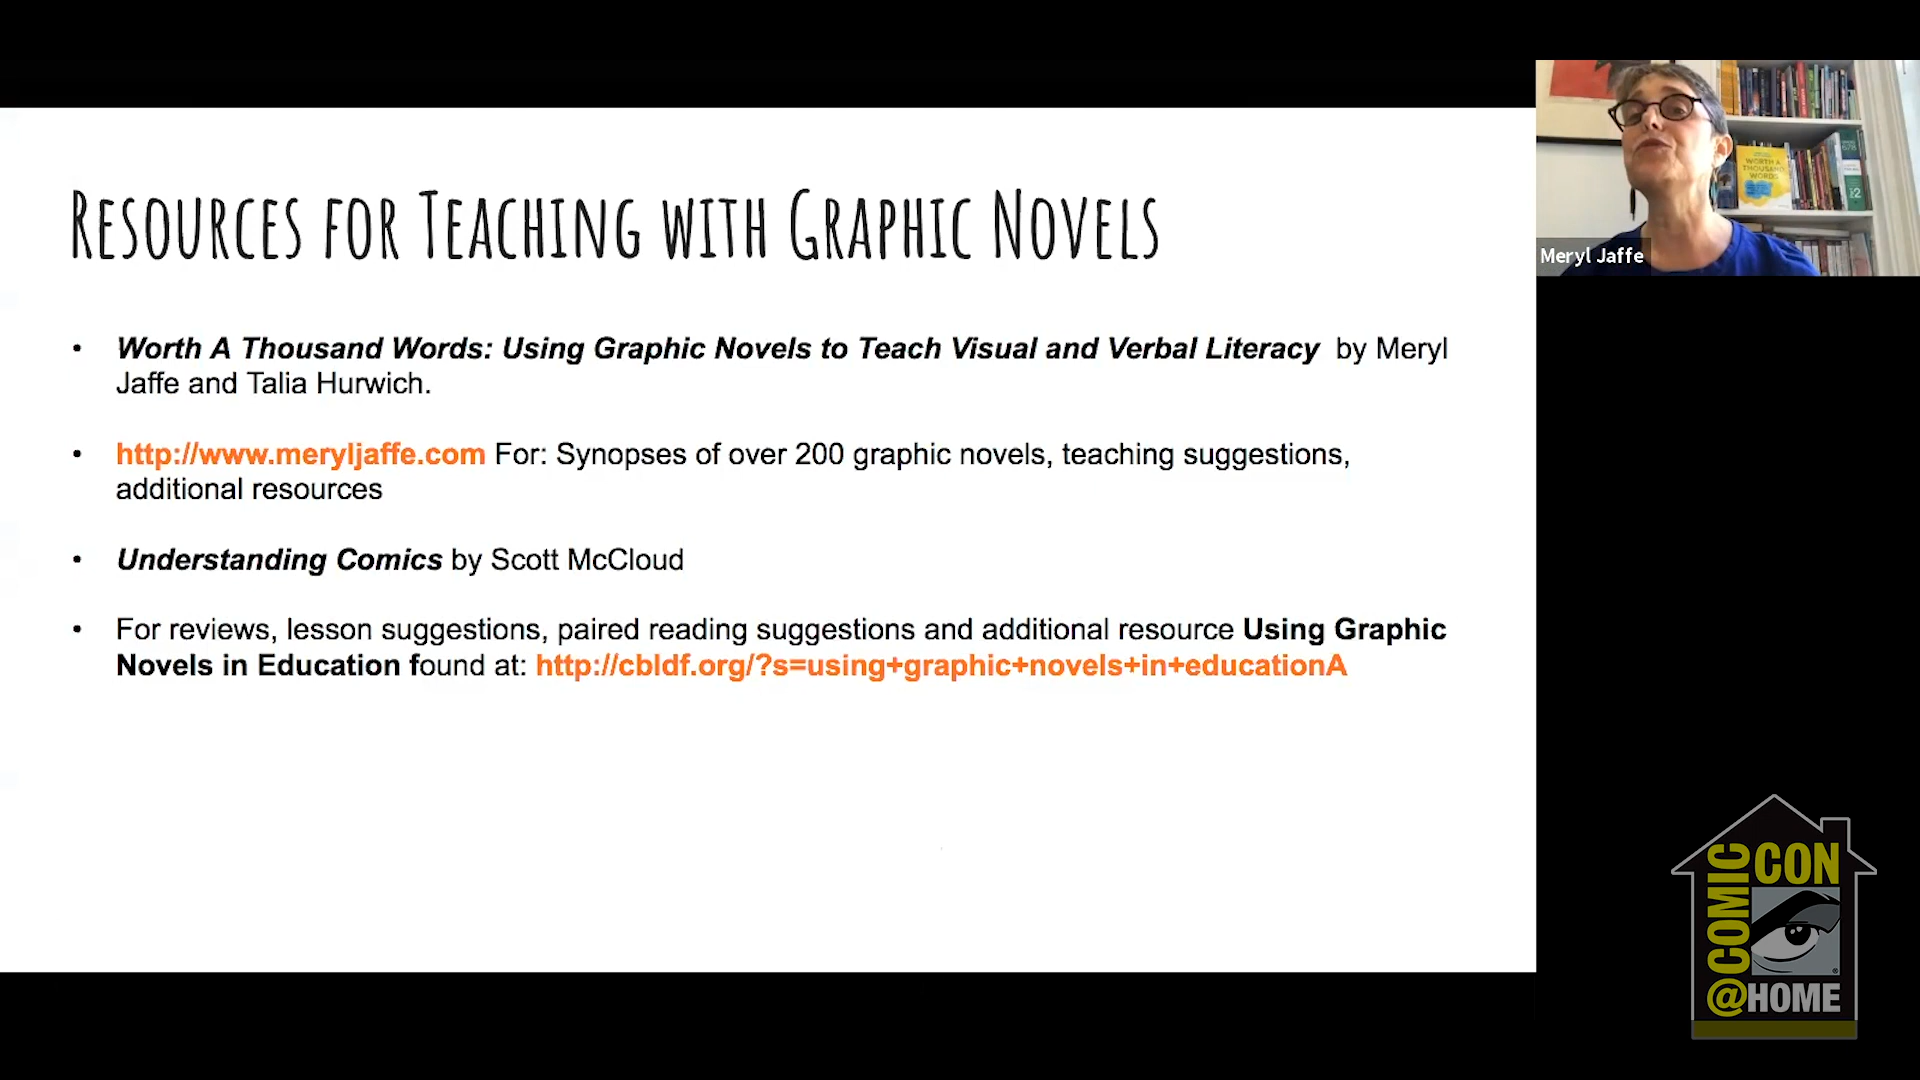 RESOURCES FOR TEACHING WITH GRAPHIC NOVELS
• Worth A Thousand Words: Using Graphic Novels to Teach Visual and Verbal Literacy by Meryl
Jaffe and Talia Hurwich.
• http://www.meryljaffe.com For: Synopses of over 200 graphic novels, teaching suggestions,
additional resources
• Understanding Comics by Scott McCloud
• For reviews, lesson suggestions, paired reading suggestions and additional resource Using Graphic
Novels in Education found at: http://cbldf.org/?s=using+graphic+novels+in+educationA
WORTH A
THOUSAND
WORDS
Meryl Jaffe
COMIC
CON
@HOME